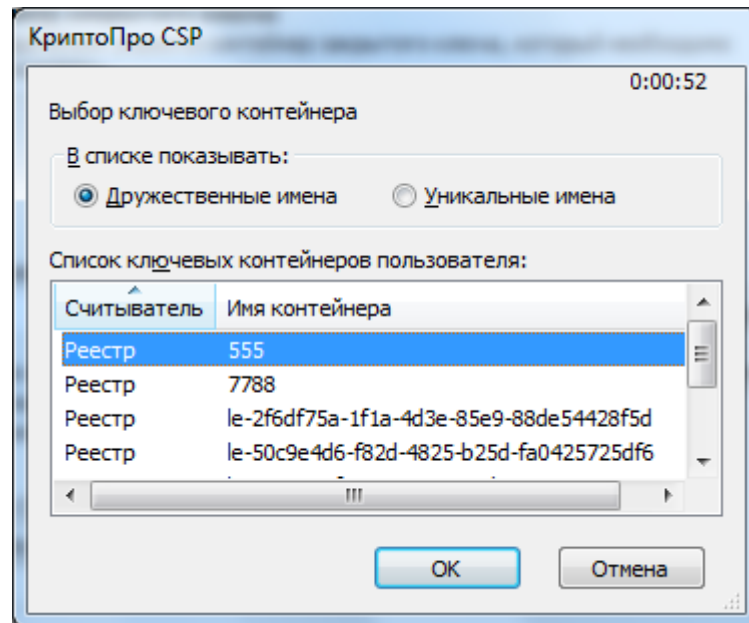 КриптоПро CSP
0:00:52
Выбор ключевого контейнера
В списке показывать:
Дружественные имена Уникальные имена
Список ключевых контейнеров пользователя:
Считыватель Имя контейнера
Реестр 555
Реестр 7788
Реестр le-2f6df75a-1f1a-4d3e-85e9-88de54428f5d
Реестр le-50c9e4d6-f82d-4825-b25d-fa0425725df6
OK Отмена